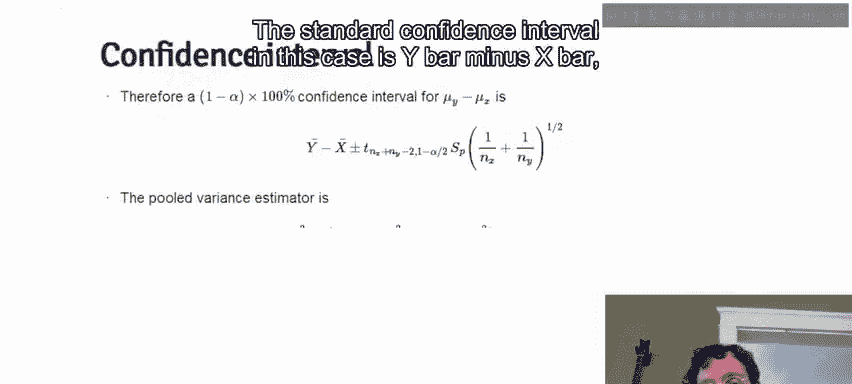 The standard confidence interval
in this case is Y bar minus X bar,
Confidence interval
· Therefore a (1 − α) × 100% confidence interval for μ_y − μ_x is
Ȳ − X̄ ± t_{n_x+n_y−2,1−α/2} S_p (1/n_x + 1/n_y)^{1/2}
· The pooled variance estimator is